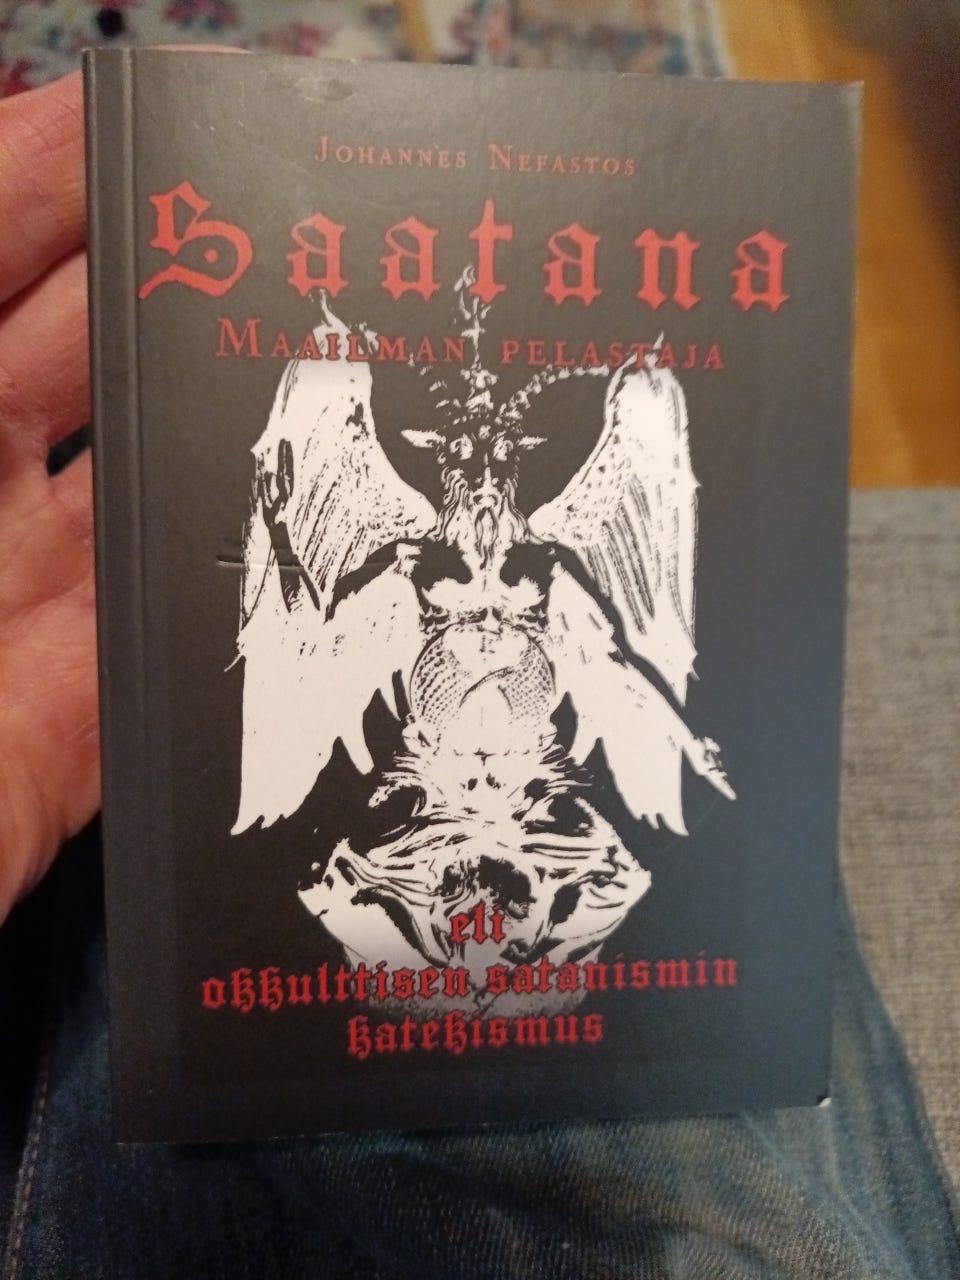 Johannes Nefastos
Saatana
Maailman pelastaja
eli
okkulttisen satanismin
katekismus